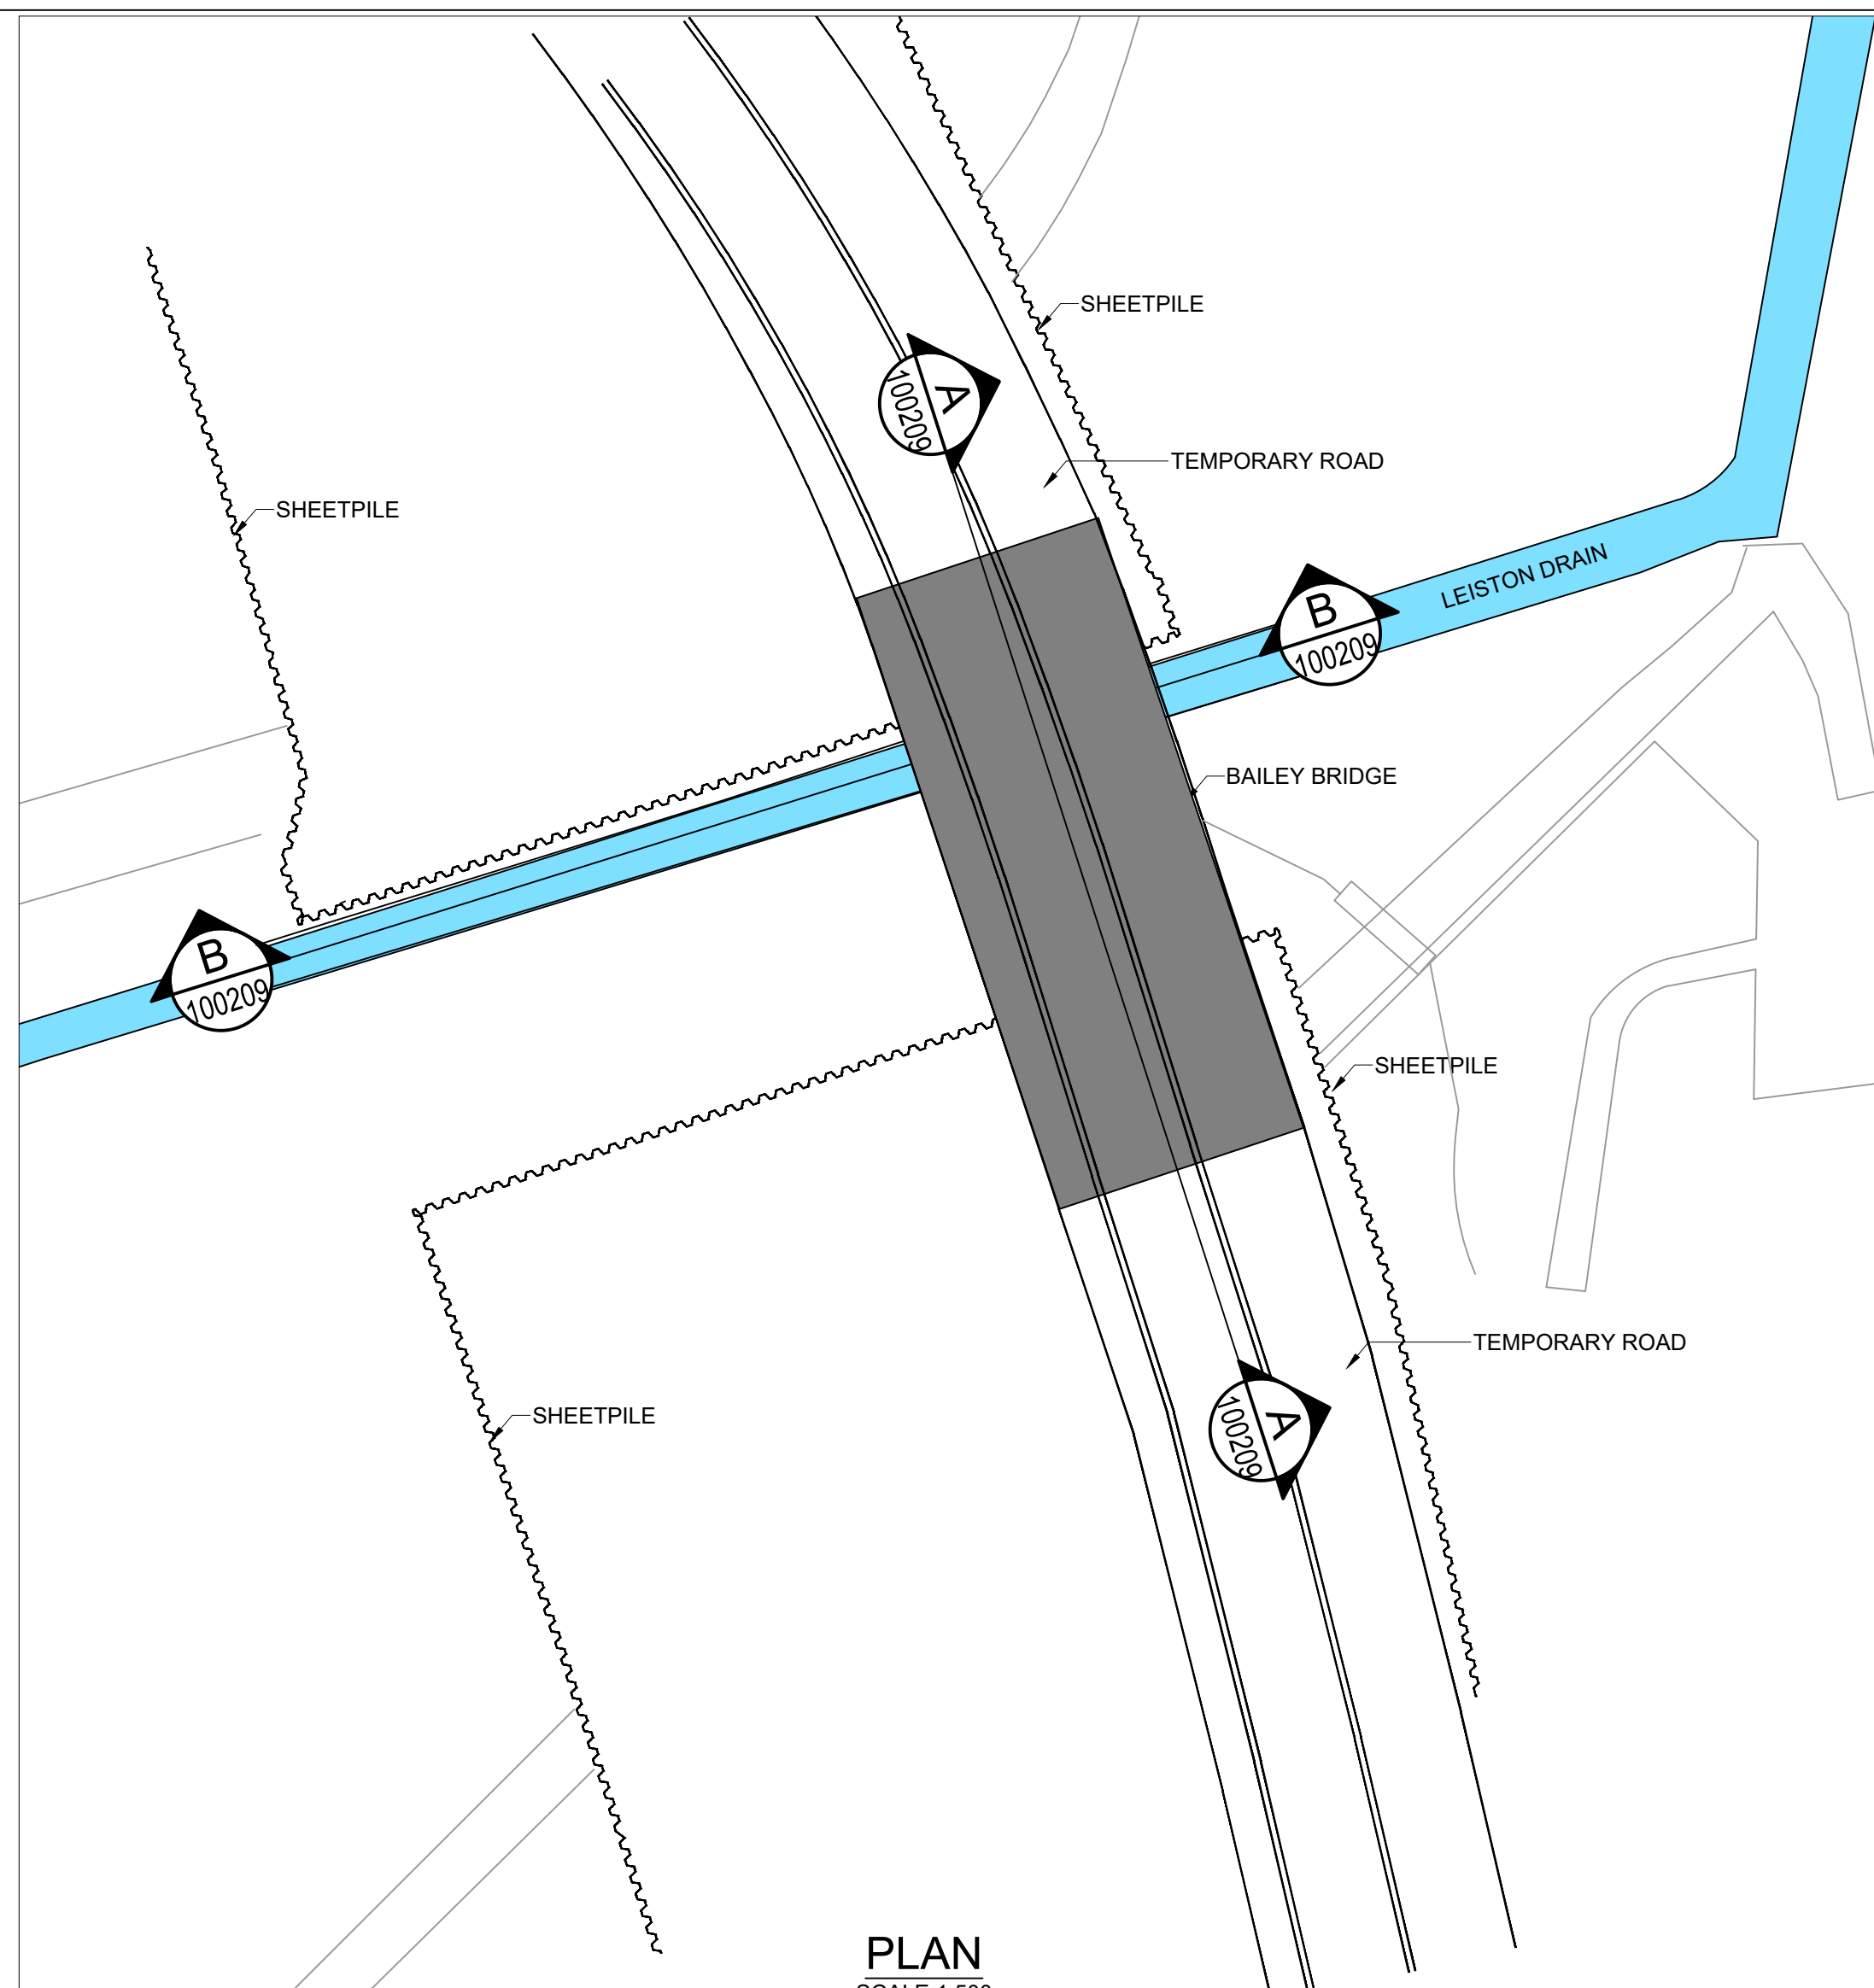 SHEETPILE
A
100209
TEMPORARY ROAD
SHEETPILE
LEISTON DRAIN
B
100209
BAILEY BRIDGE
B
100209
SHEETPILE
TEMPORARY ROAD
A
100209
SHEETPILE
PLAN